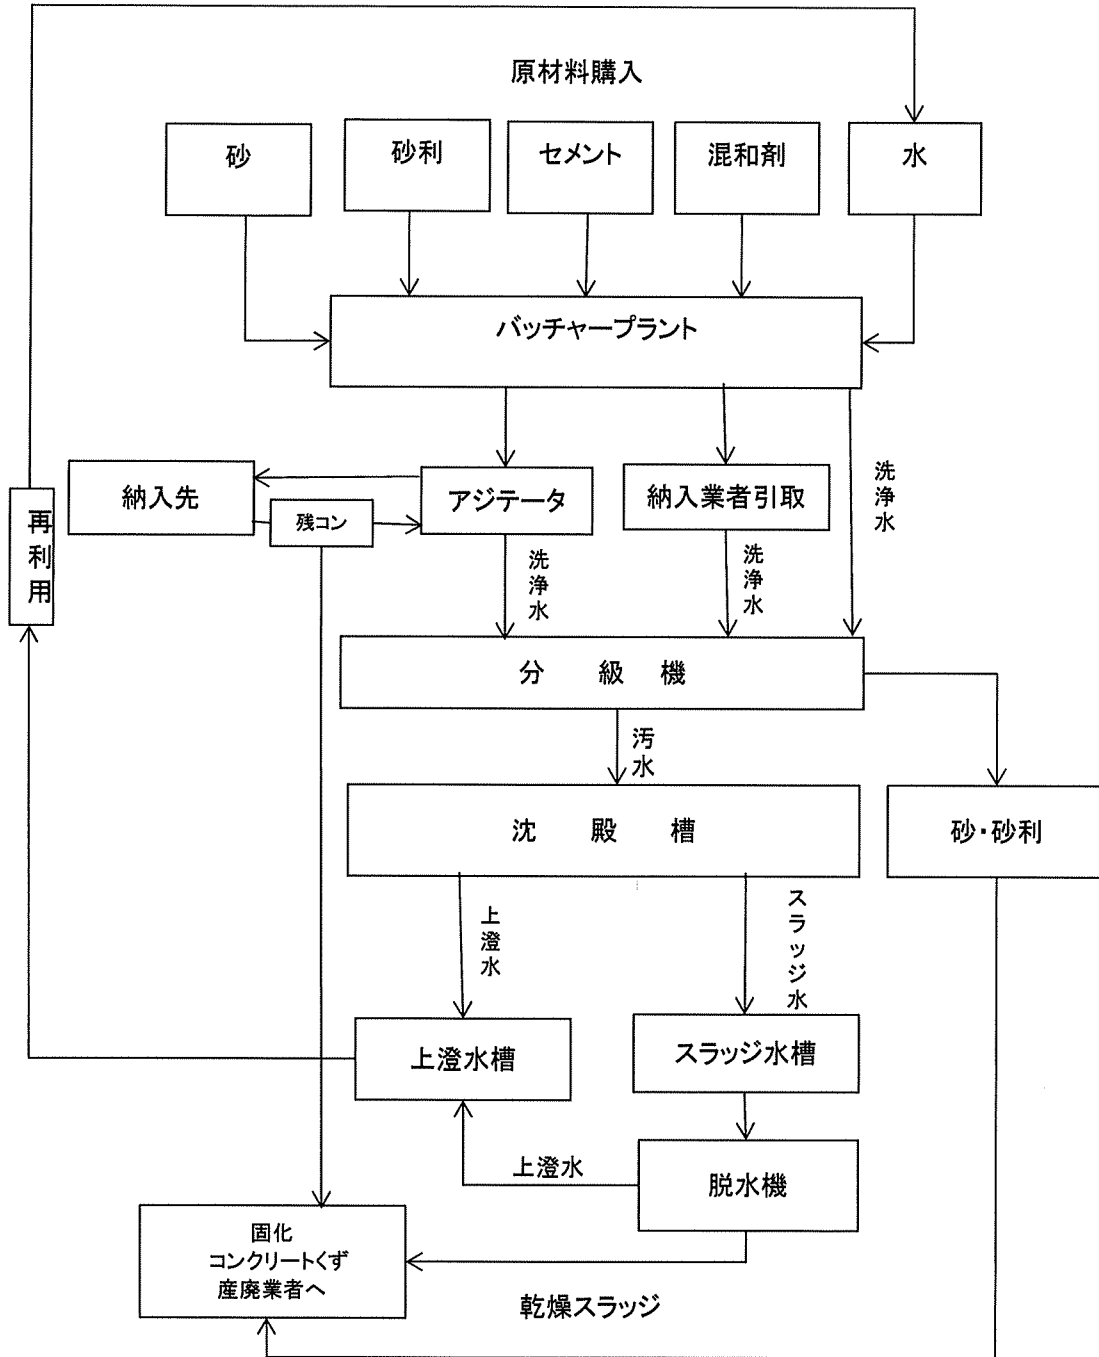 原材料購入
砂
砂利
セメント
混和剤
水
バッチャープラント
納入先
残コン
アジテータ
納入業者引取
洗浄水
再利用
洗浄水
洗浄水
分級機
汚水
沈殿槽
砂・砂利
上澄水
スラッジ水
上澄水槽
スラッジ水槽
上澄水
脱水機
固化
コンクリートくず
産廃業者へ
乾燥スラッジ